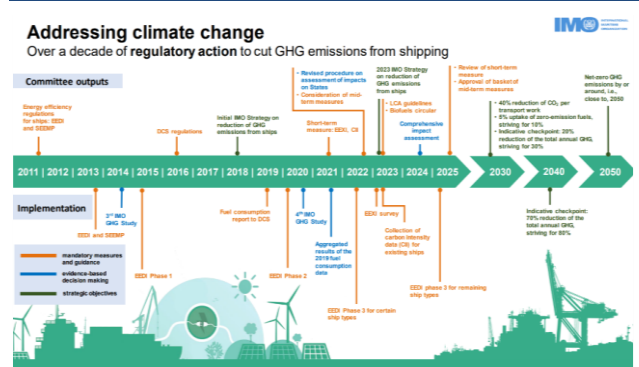 Addressing climate change
Over a decade of regulatory action to cut GHG emissions from shipping
IMO
INTERNATIONAL
MARITIME
ORGANIZATION
Committee outputs
Energy efficiency
regulations
for ships: EEDI
and SEEMP
DCS regulations
Initial IMO Strategy on
reduction of GHG
emissions from ships
• Revised procedure on
assessment of impacts
on States
• Consideration of mid-
term measures
Short-term
measure: EEXI, CII
2023 IMO Strategy
on reduction of GHG
emissions
from ships
• LCA guidelines
• Biofuels circular
Comprehensive
impact
assessment
• Review of short-term
measure
• Approval of basket of
mid-term measures
• 40% reduction of CO₂ per
transport work
• 5% uptake of zero-emission fuels,
striving for 10%
• Indicative checkpoint: 20%
reduction of the total annual GHG,
striving for 30%
Net-zero GHG
emissions by or
around, i.e.,
close to, 2050
2011 | 2012 | 2013 | 2014 | 2015 | 2016 | 2017 | 2018 | 2019 | 2020 | 2021 | 2022 | 2023 | 2024 | 2025
2030
2040
2050
Implementation
EEDI and SEEMP
3rd IMO
GHG Study
EEDI Phase 1
Fuel consumption
report to DCS
EEDI Phase 2
4th IMO
GHG Study
Aggregated
results of the
2019 fuel
consumption
data
EEDI Phase 3 for certain
ship types
EEXI survey
Collection of
carbon intensity
data (CII) for
existing ships
EEDI phase 3 for remaining
ship types
Indicative checkpoint:
70% reduction of the
total annual GHG,
striving for 80%
mandatory measures
and guidance
evidence-based
decision making
strategic objectives